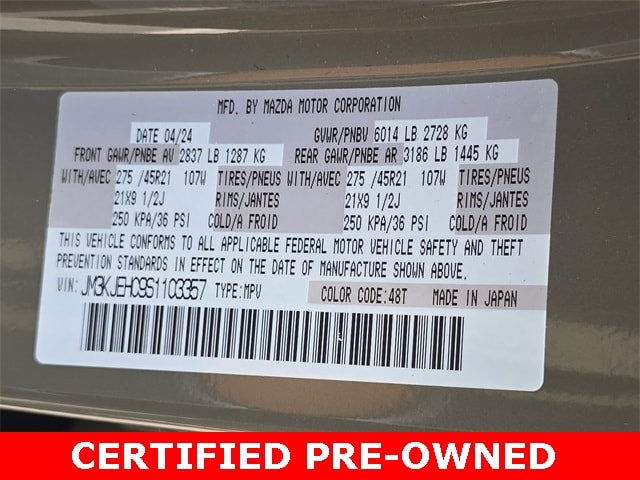 MFD. BY MAZDA MOTOR CORPORATION
DATE 04/24 GVWR/PNBV 6014 LB 2728 KG
FRONT GAWR/PNBE AV 2837 LB 1287 KG REAR GAWR/PNBE AR 3186 LB 1445 KG
WITH/AVEC 275 /45R21 107W TIRES/PNEUS WITH/AVEC 275 /45R21 107W TIRES/PNEUS
21X9 1/2J RIMS/JANTES 21X9 1/2J RIMS/JANTES
250 KPA/36 PSI COLD/A FROID 250 KPA/36 PSI COLD/A FROID
THIS VEHICLE CONFORMS TO ALL APPLICABLE FEDERAL MOTOR VEHICLE SAFETY AND THEFT
PREVENTION STANDARDS IN EFFECT ON THE DATE OF MANUFACTURE SHOWN ABOVE.
VIN: JM3KJEHC9S1103357 TYPE:MPV COLOR CODE:48T MADE IN JAPAN
CERTIFIED PRE-OWNED